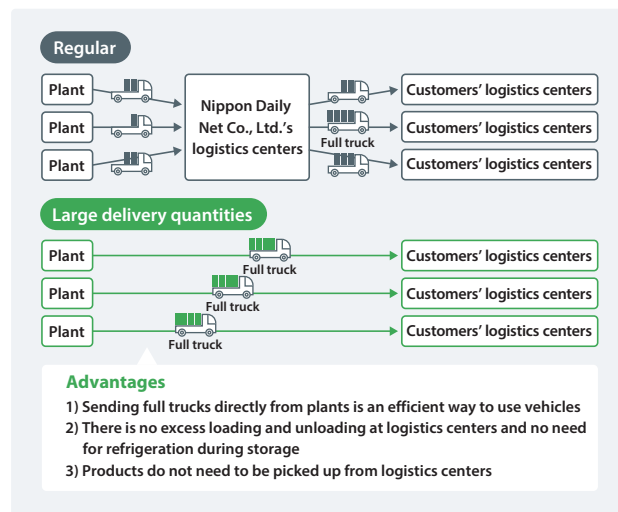 Regular
Plant
Plant
Plant
Nippon Daily
Net Co., Ltd.’s
logistics centers
Full truck
Customers’ logistics centers
Customers’ logistics centers
Customers’ logistics centers
Large delivery quantities
Plant
Full truck
Customers’ logistics centers
Plant
Full truck
Customers’ logistics centers
Plant
Full truck
Customers’ logistics centers
Advantages
1) Sending full trucks directly from plants is an efficient way to use vehicles
2) There is no excess loading and unloading at logistics centers and no need
for refrigeration during storage
3) Products do not need to be picked up from logistics centers